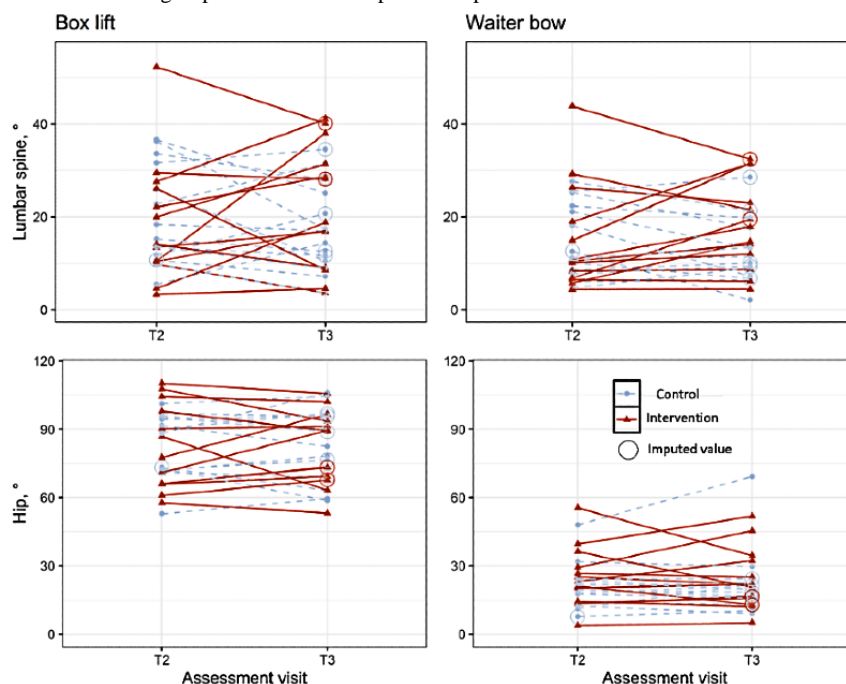 Box lift
Waiter bow
Lumbar spine, °
40
20
0
T2
T3
40
20
0
T2
T3
Hip, °
120
90
60
30
0
T2
T3
Assessment visit
120
90
60
30
0
Control
Intervention
Imputed value
T2
T3
Assessment visit